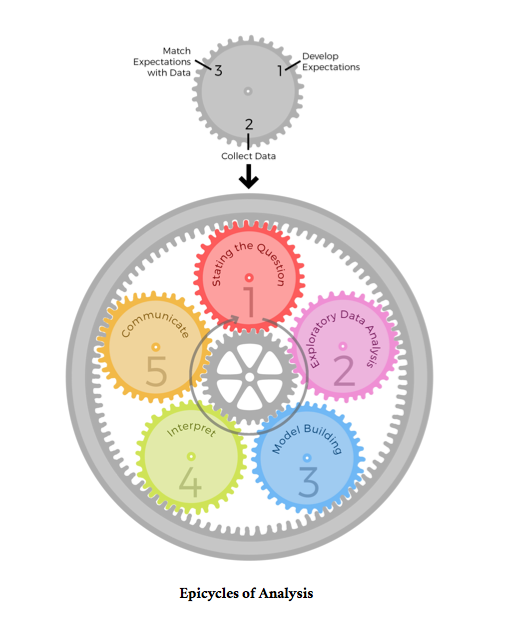 Match
Expectations
with Data
3
1
Develop
Expectations
2
Collect Data
Stating the Question
1
Communicate
5
Exploratory Data Analysis
2
Interpret
4
Model Building
3
Epicycles of Analysis